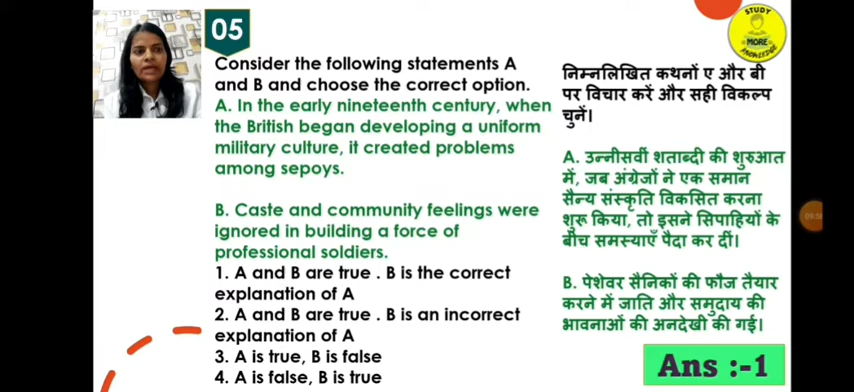 05
Consider the following statements A
and B and choose the correct option.
A. In the early nineteenth century, when
the British began developing a uniform
military culture, it created problems
among sepoys.
B. Caste and community feelings were
ignored in building a force of
professional soldiers.
1. A and B are true . B is the correct
explanation of A
2. A and B are true . B is an incorrect
explanation of A
3. A is true, B is false
4. A is false, B is true
STUDY
MORE
KNOWLEDGE
निम्नलिखित कथनों ए और बी
पर विचार करें और सही विकल्प
चुनें।
A. उन्नीसवीं शताब्दी की शुरुआत
में, जब अंग्रेजों ने एक समान
सैन्य संस्कृति विकसित करना
शुरू किया, तो इसने सिपाहियों के
बीच समस्याएँ पैदा कर दीं।
B. पेशेवर सैनिकों की फौज तैयार
करने में जाति और समुदाय की
भावनाओं की अनदेखी की गई।
Ans :-1